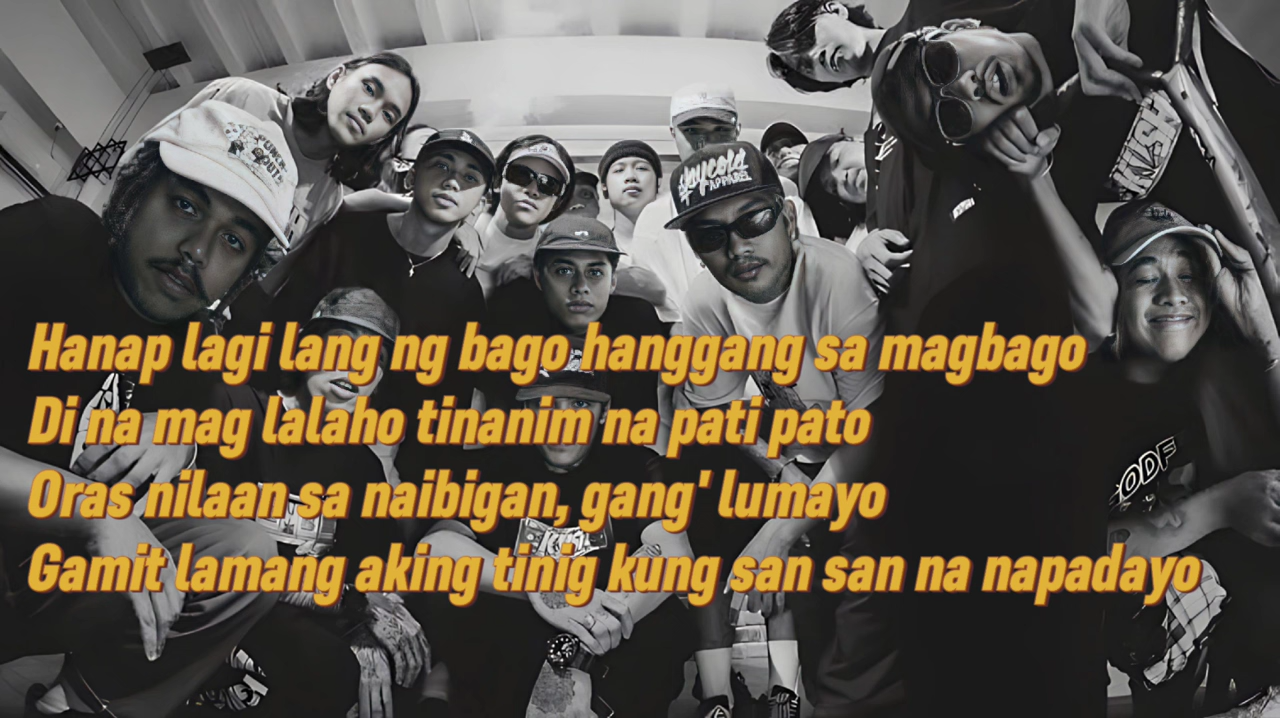 Hanap lagi lang ng bago hanggang sa magbago
Di na mag lalaho tinanim na pati pato
Oras nilaan sa naibigan, gang' lumayo
Gamit lamang aking tinig kung san san na napadayo
APPAREL